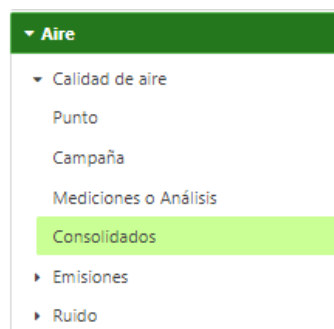 Aire
Calidad de aire
Punto
Campaña
Mediciones o Análisis
Consolidados
Emisiones
Ruido